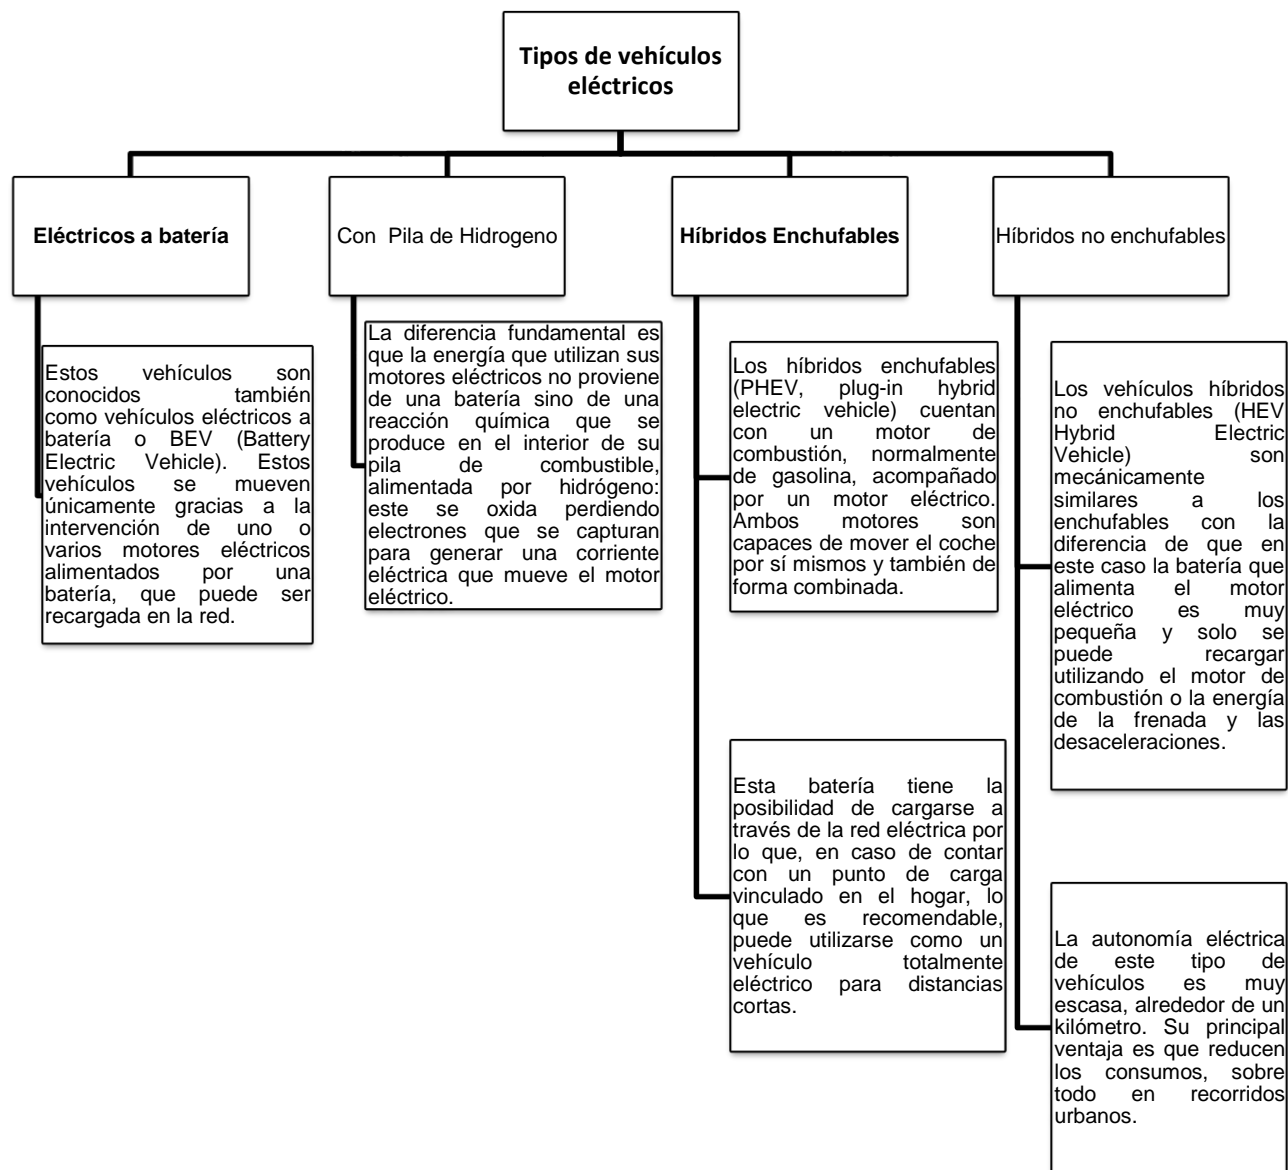 Tipos de vehículos
eléctricos
Eléctricos a batería
Con Pila de Hidrogeno
Híbridos Enchufables
Híbridos no enchufables
Estos vehículos son
conocidos también
como vehículos eléctricos a
batería o BEV (Battery
Electric Vehicle). Estos
vehículos se mueven
únicamente gracias a la
intervención de uno o
varios motores eléctricos
alimentados por una
batería, que puede ser
recargada en la red.
La diferencia fundamental es
que la energía que utilizan sus
motores eléctricos no proviene
de una batería sino de una
reacción química que se
produce en el interior de su
pila de combustible,
alimentada por hidrógeno:
este se oxida perdiendo
electrones que se capturan
para generar una corriente
eléctrica que mueve el motor
eléctrico.
Los híbridos enchufables
(PHEV, plug-in hybrid
electric vehicle) cuentan
con un motor de
combustión, normalmente
de gasolina, acompañado
por un motor eléctrico.
Ambos motores son
capaces de mover el coche
por sí mismos y también de
forma combinada.
Esta batería tiene la
posibilidad de cargarse a
través de la red eléctrica por
lo que, en caso de contar
con un punto de carga
vinculado en el hogar, lo
que es recomendable,
puede utilizarse como un
vehículo totalmente
eléctrico para distancias
cortas.
Los vehículos híbridos
no enchufables (HEV
Hybrid Electric
Vehicle) son
mecánicamente
similares a los
enchufables con la
diferencia de que en
este caso la batería que
alimenta el motor
eléctrico es muy
pequeña y solo se
puede recargar
utilizando el motor de
combustión o la energía
de la frenada y las
desaceleraciones.
La autonomía eléctrica
de este tipo de
vehículos es muy
escasa, alrededor de un
kilómetro. Su principal
ventaja es que reducen
los consumos, sobre
todo en recorridos
urbanos.